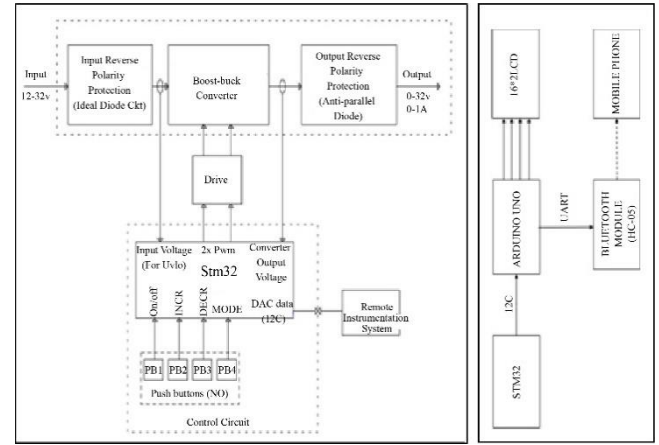 Input
12-32v
Input Reverse
Polarity
Protection
(Ideal Diode Ckt)
Boost-buck
Converter
Output Reverse
Polarity
Protection
(Anti-parallel
Diode)
Output
0-32v
0-1A
Drive
Input Voltage
(For Uvlo)
2x Pwm
Stm32
Converter
Output
Voltage
On/off
INCR
DECR
MODE
DAC data
(12C)
Remote
Instrumentation
System
PB1
PB2
PB3
PB4
Push buttons (NO)
Control Circuit
16*2LCD
MOBILE PHONE
ARDUINO UNO
UART
BLUETOOTH
MODULE
(HC-05)
12C
STM32